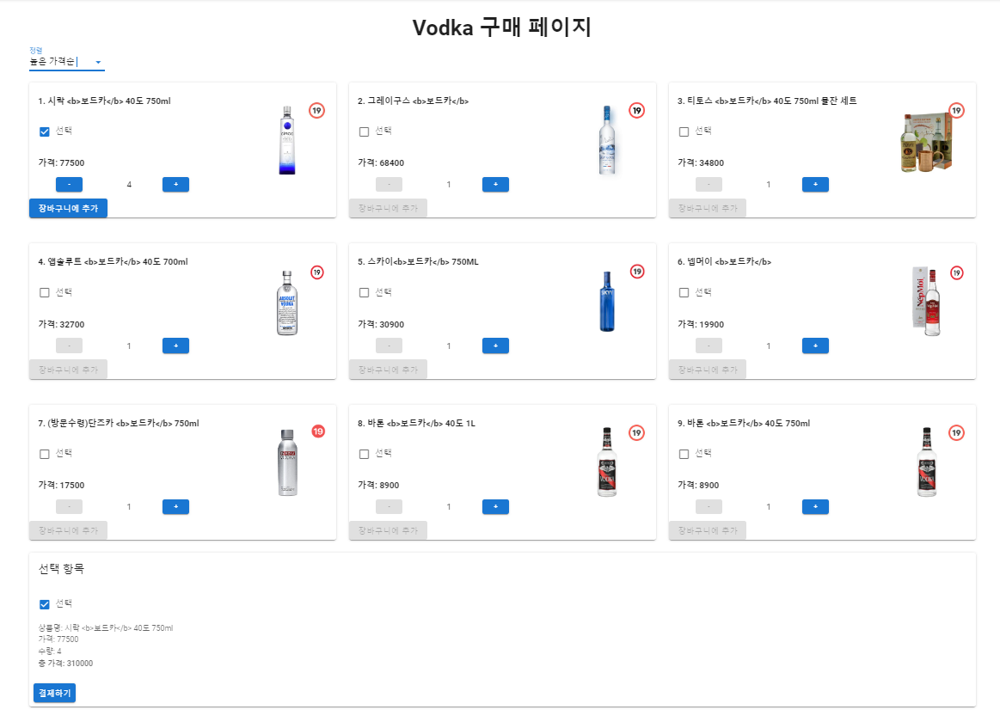 Vodka 구매 페이지
정렬
높은 가격순
1. 시락 <b>보드카</b> 40도 750ml
19
선택
가격: 77500
- 4 +
장바구니에 추가
2. 그레이구스 <b>보드카</b>
19
선택
가격: 68400
- 1 +
장바구니에 추가
3. 티토스 <b>보드카</b> 40도 750ml 뮬잔 세트
19
선택
가격: 34800
- 1 +
장바구니에 추가
4. 앱솔루트 <b>보드카</b> 40도 700ml
19
ABSOLUT
VODKA
선택
가격: 32700
- 1 +
장바구니에 추가
5. 스카이<b>보드카</b> 750ML
19
SKYY
선택
가격: 30900
- 1 +
장바구니에 추가
6. 넵머이 <b>보드카</b>
19
NépMoi
선택
가격: 19900
- 1 +
장바구니에 추가
7. (방문수령)단즈카 <b>보드카</b> 750ml
19
선택
가격: 17500
- 1 +
장바구니에 추가
8. 바톤 <b>보드카</b> 40도 1L
19
Vodka
선택
가격: 8900
- 1 +
장바구니에 추가
9. 바톤 <b>보드카</b> 40도 750ml
19
Vodka
선택
가격: 8900
- 1 +
장바구니에 추가
선택 항목
선택
상품명: 시락 <b>보드카</b> 40도 750ml
가격: 77500
수량: 4
총 가격: 310000
결제하기